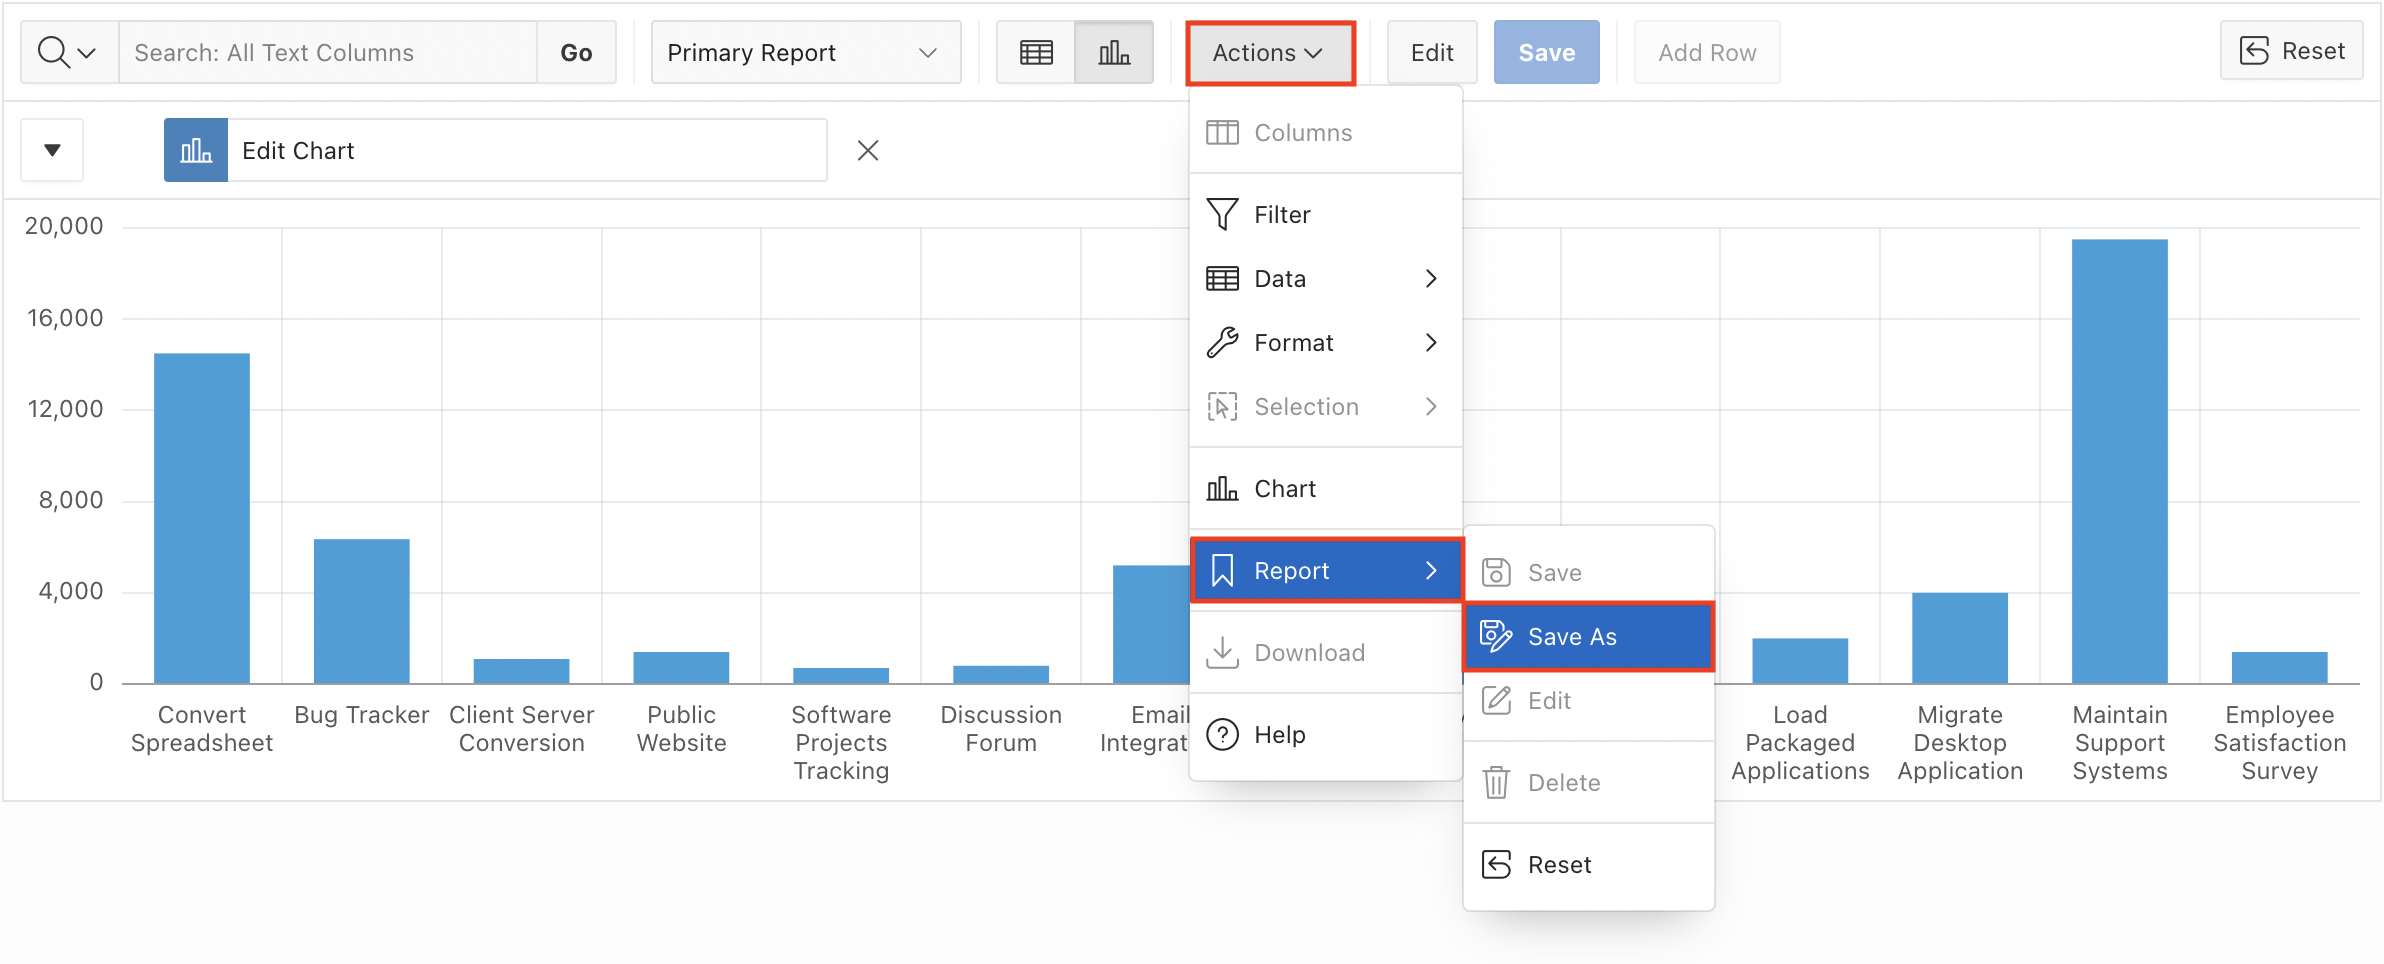 Search: All Text Columns
Go
Primary Report
Actions
Edit
Save
Add Row
Reset
Edit Chart
Columns
Filter
Data
Format
Selection
Chart
Report
Download
Help
Save
Save As
Edit
Delete
Reset
20,000
16,000
12,000
8,000
4,000
0
Convert
Spreadsheet
Bug Tracker
Client Server
Conversion
Public
Website
Software
Projects
Tracking
Discussion
Forum
Email
Load
Packaged
Applications
Migrate
Desktop
Application
Maintain
Support
Systems
Employee
Satisfaction
Survey